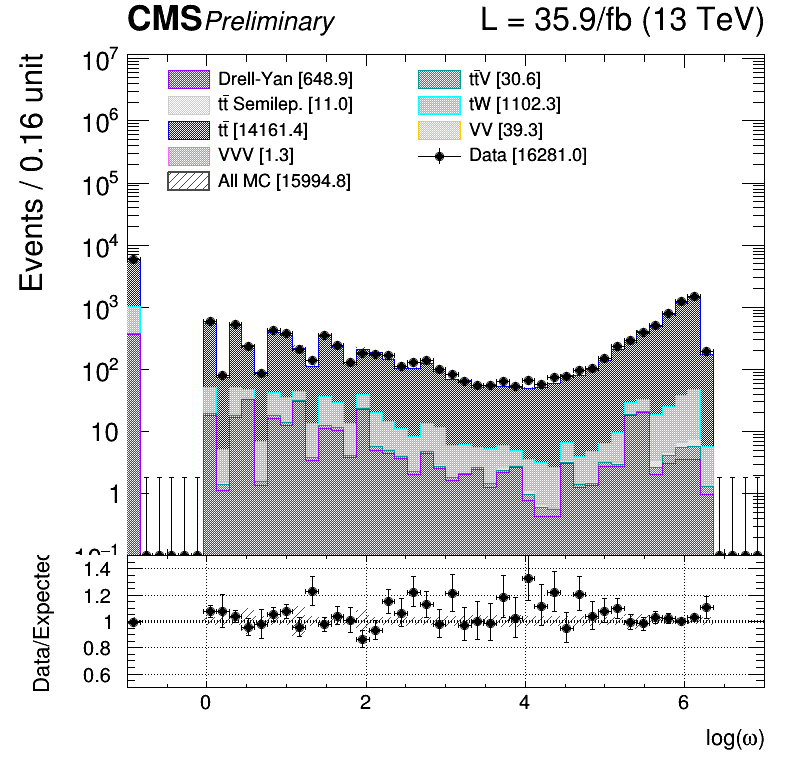 CMS Preliminary L = 35.9/fb (13 TeV)
Events / 0.16 unit
10⁷
10⁶
10⁵
10⁴
10³
10²
10
1
10⁻¹
Drell-Yan [648.9]
tt̄ Semilep. [11.0]
tt̄ [14161.4]
VVV [1.3]
All MC [15994.8]
tt̄V [30.6]
tW [1102.3]
VV [39.3]
Data [16281.0]
Data/Expected
1.4
1.2
1
0.8
0.6
0 2 4 6
log(ω)